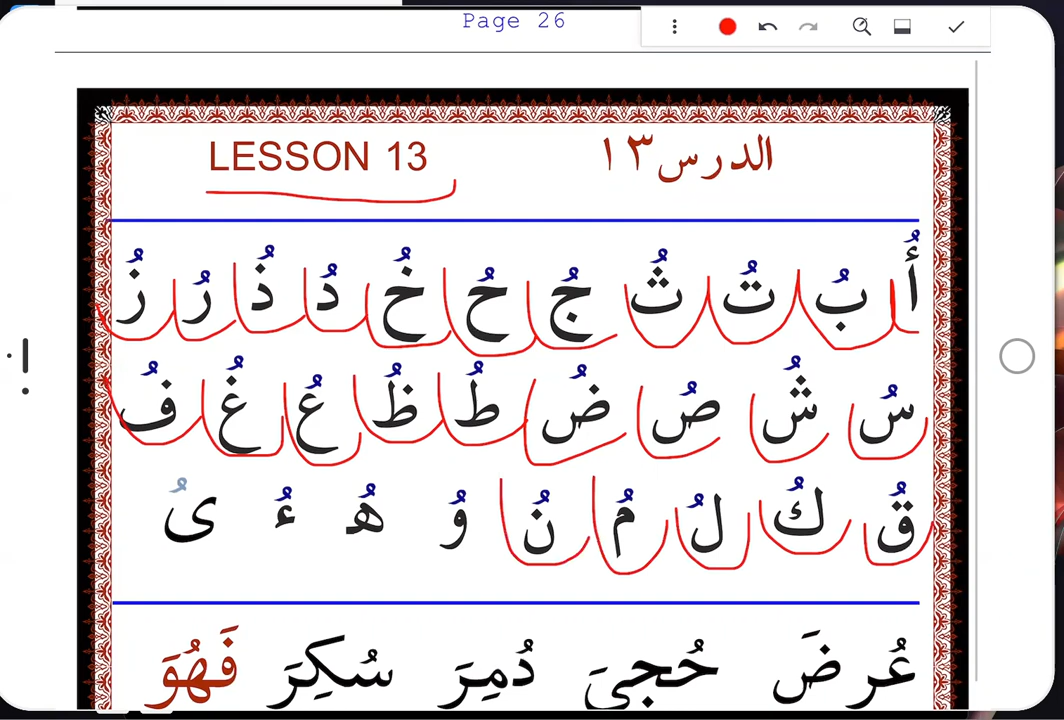 Page 26
LESSON 13 الدرس ١٣
أُ بُ تُ ثُ جُ حُ خُ دُ ذُ رُ زُ
سُ شُ صُ ضُ طُ ظُ عُ غُ فُ
قُ كُ لُ مُ نُ وُ هُ ءُ ىُ
عُرِضَ حُجِىَ دُمِرَ سُكِرَ فَهُوَ